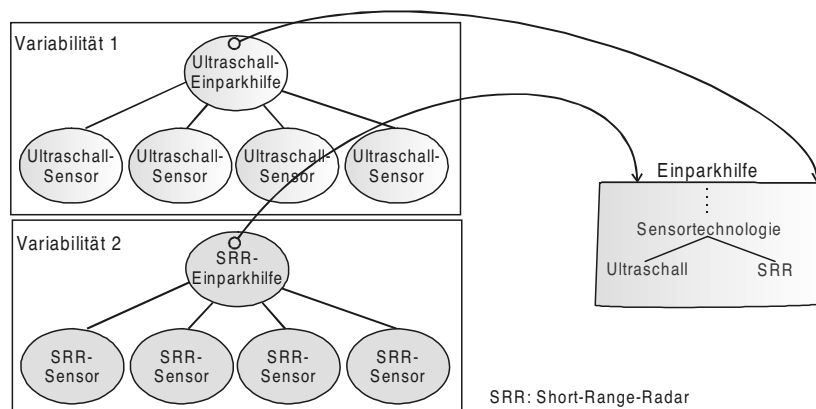 Variabilität 1
Ultraschall-
Einparkhilfe
Ultraschall-
Sensor
Ultraschall-
Sensor
Ultraschall-
Sensor
Ultraschall-
Sensor
Variabilität 2
SRR-
Einparkhilfe
SRR-
Sensor
SRR-
Sensor
SRR-
Sensor
SRR-
Sensor
Einparkhilfe
Sensortechnologie
Ultraschall
SRR
SRR: Short-Range-Radar